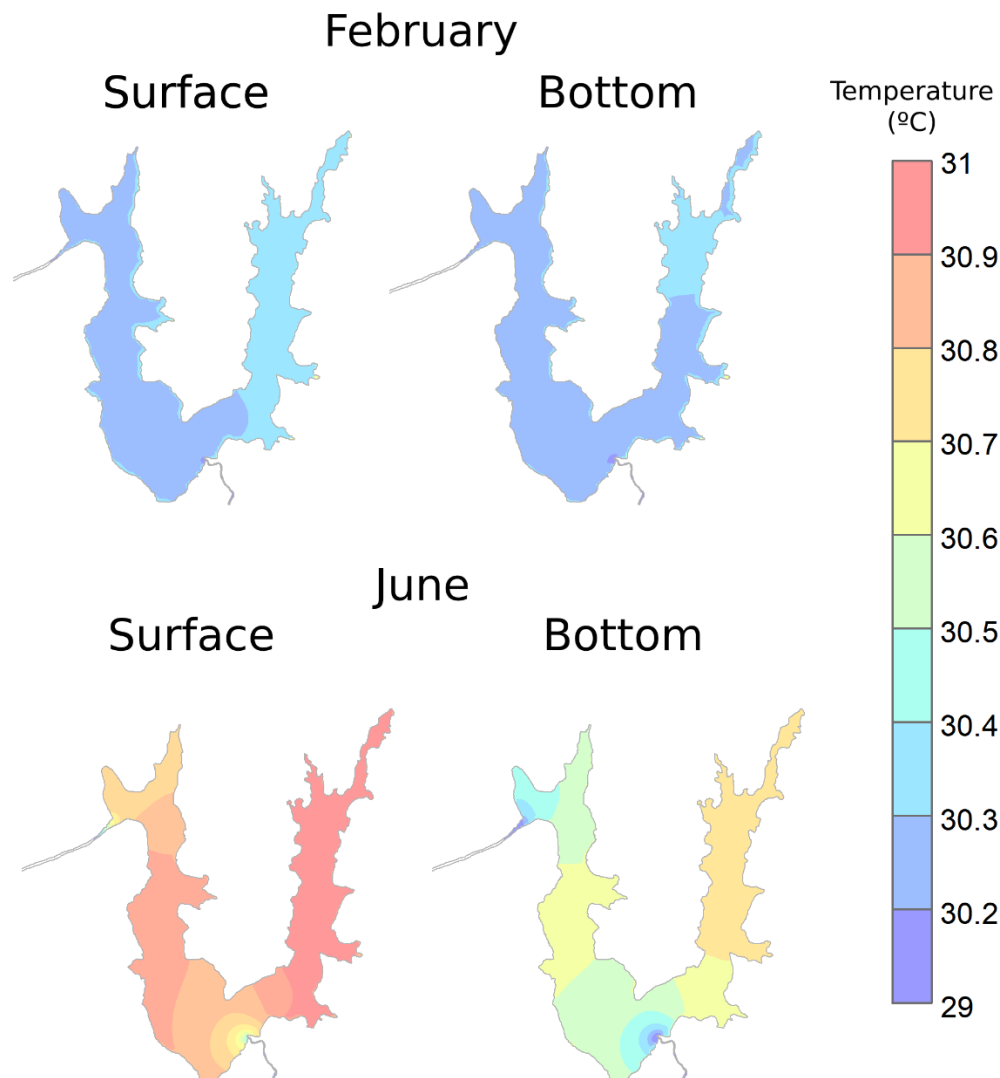 February
Surface
Bottom
Temperature
(ºC)
31
30.9
30.8
30.7
30.6
30.5
30.4
30.3
30.2
29
June
Surface
Bottom